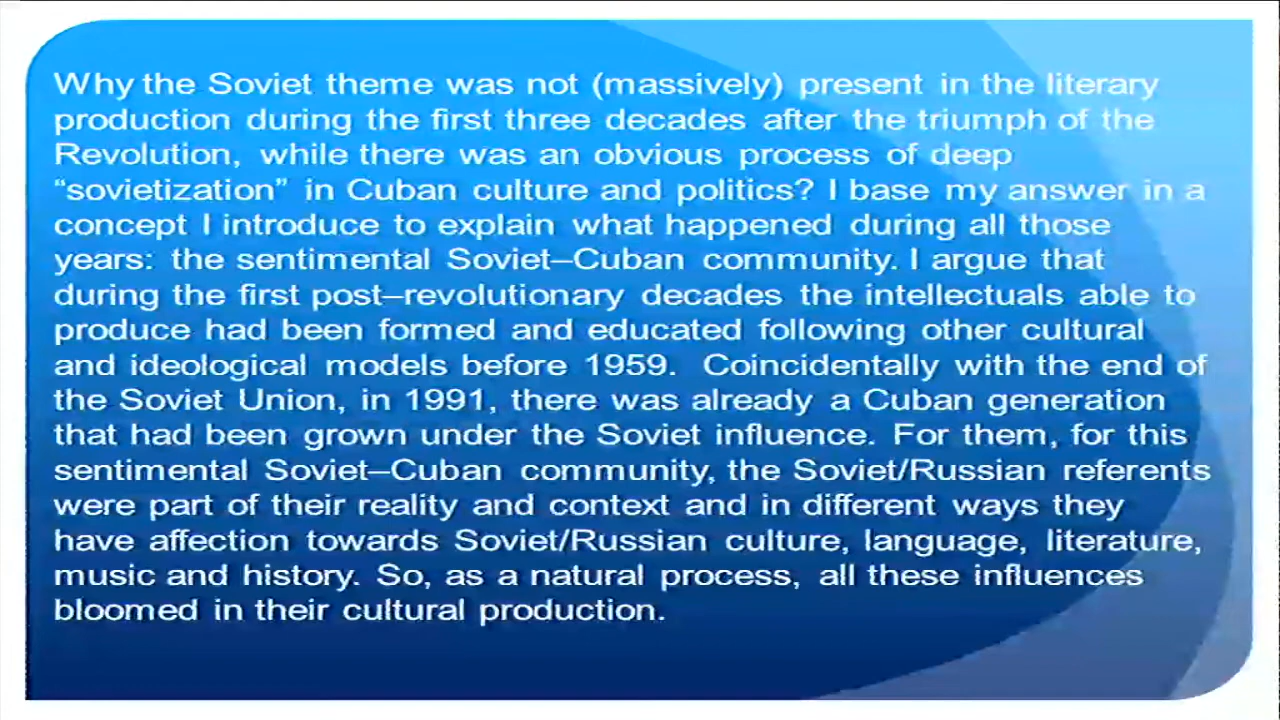 Why the Soviet theme was not (massively) present in the literary
production during the first three decades after the triumph of the
Revolution, while there was an obvious process of deep
“sovietization” in Cuban culture and politics? I base my answer in a
concept I introduce to explain what happened during all those
years: the sentimental Soviet–Cuban community. I argue that
during the first post–revolutionary decades the intellectuals able to
produce had been formed and educated following other cultural
and ideological models before 1959. Coincidentally with the end of
the Soviet Union, in 1991, there was already a Cuban generation
that had been grown under the Soviet influence. For them, for this
sentimental Soviet–Cuban community, the Soviet/Russian referents
were part of their reality and context and in different ways they
have affection towards Soviet/Russian culture, language, literature,
music and history. So, as a natural process, all these influences
bloomed in their cultural production.